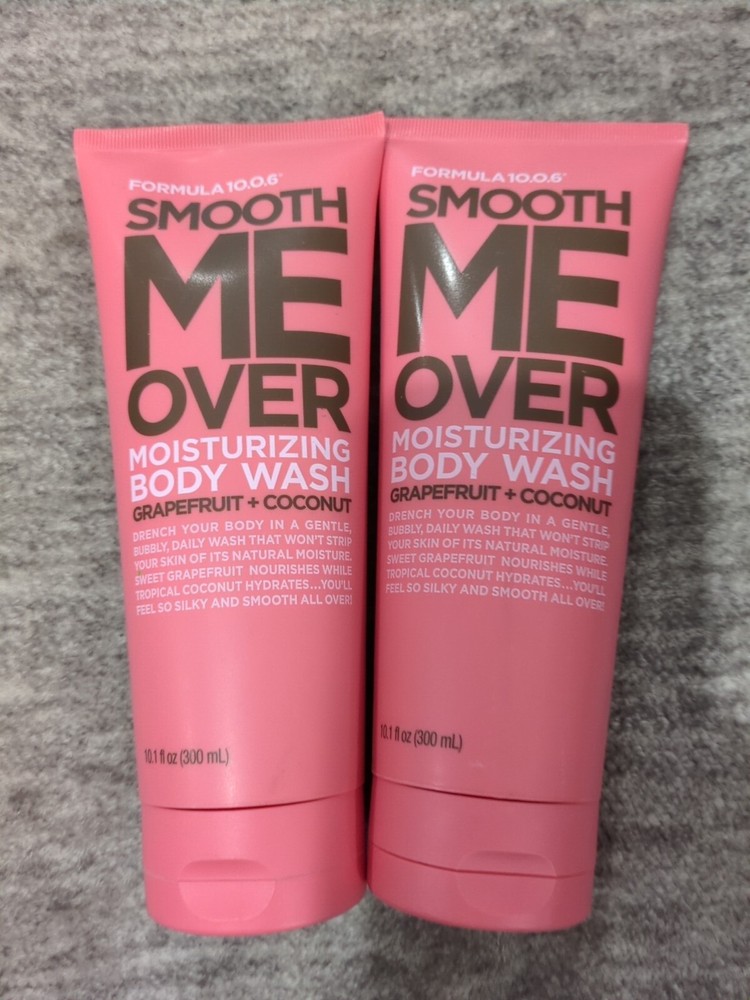 FORMULA 10.0.6
SMOOTH
ME
OVER
MOISTURIZING
BODY WASH
GRAPEFRUIT + COCONUT
DRENCH YOUR BODY IN A GENTLE,
BUBBLY, DAILY WASH THAT WON'T STRIP
YOUR SKIN OF ITS NATURAL MOISTURE.
SWEET GRAPEFRUIT NOURISHES WHILE
TROPICAL COCONUT HYDRATES...YOU'LL
FEEL SO SILKY AND SMOOTH ALL OVER!
10.1 fl oz (300 mL)
FORMULA 10.0.6
SMOOTH
ME
OVER
MOISTURIZING
BODY WASH
GRAPEFRUIT + COCONUT
DRENCH YOUR BODY IN A GENTLE,
BUBBLY, DAILY WASH THAT WON'T STRIP
YOUR SKIN OF ITS NATURAL MOISTURE.
SWEET GRAPEFRUIT NOURISHES WHILE
TROPICAL COCONUT HYDRATES...YOU'LL
FEEL SO SILKY AND SMOOTH ALL OVER!
10.1 fl oz (300 mL)